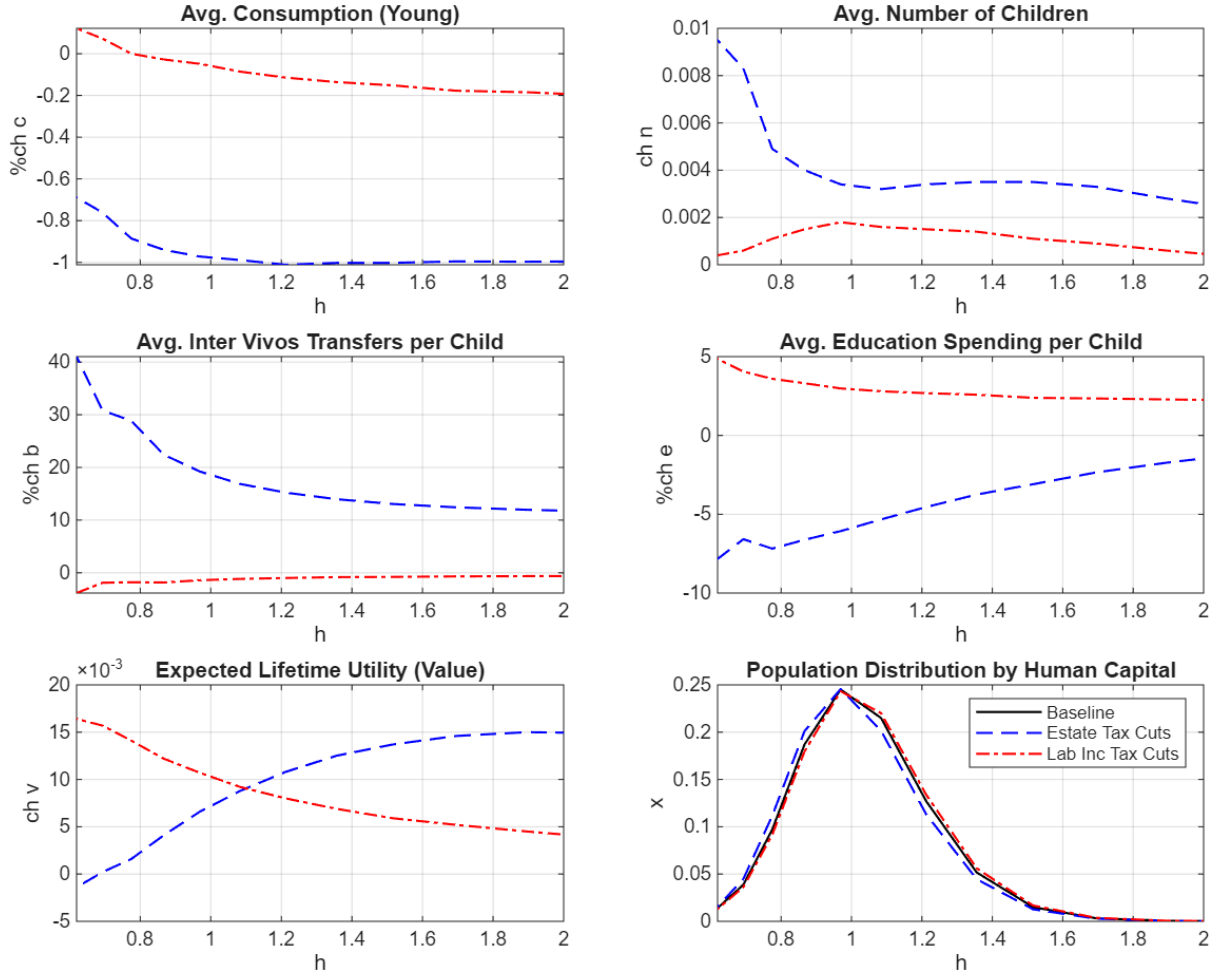 Avg. Consumption (Young)
0
-0.2
-0.4
-0.6
-0.8
-1
%ch c
0.8 1 1.2 1.4 1.6 1.8 2
h
Avg. Number of Children
0.01
0.008
0.006
0.004
0.002
0
ch n
0.8 1 1.2 1.4 1.6 1.8 2
h
Avg. Inter Vivos Transfers per Child
40
30
20
10
0
%ch b
0.8 1 1.2 1.4 1.6 1.8 2
h
Avg. Education Spending per Child
5
0
-5
-10
%ch e
0.8 1 1.2 1.4 1.6 1.8 2
h
Expected Lifetime Utility (Value)
×10⁻³
20
15
10
5
0
-5
ch v
0.8 1 1.2 1.4 1.6 1.8 2
h
Population Distribution by Human Capital
0.25
0.2
0.15
0.1
0.05
0
x
Baseline
Estate Tax Cuts
Lab Inc Tax Cuts
0.8 1 1.2 1.4 1.6 1.8 2
h